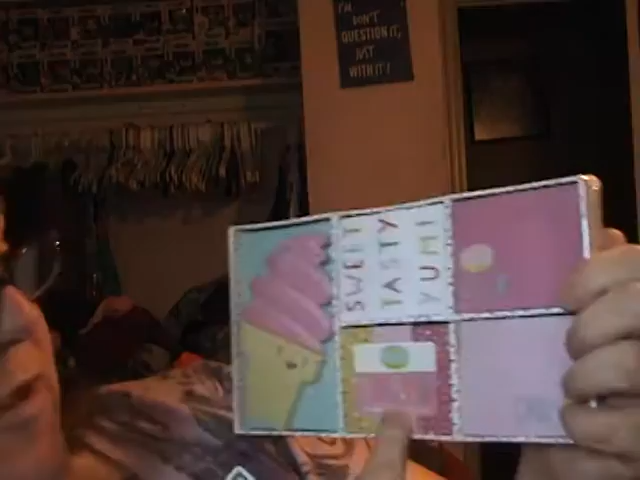 I'M
DON'T
QUESTION IT,
JUST
WITH IT!
SWEET
TASTY
YUM!